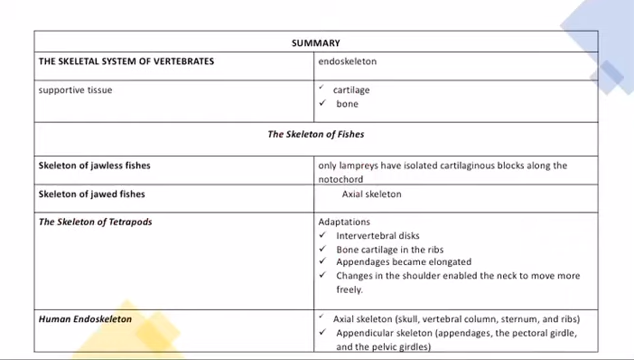 SUMMARY
THE SKELETAL SYSTEM OF VERTEBRATES
endoskeleton
supportive tissue
✓ cartilage
✓ bone
The Skeleton of Fishes
Skeleton of jawless fishes
only lampreys have isolated cartilaginous blocks along the
notochord
Skeleton of jawed fishes
Axial skeleton
The Skeleton of Tetrapods
Adaptations
✓ Intervertebral disks
✓ Bone cartilage in the ribs
✓ Appendages became elongated
✓ Changes in the shoulder enabled the neck to move more
freely.
Human Endoskeleton
✓ Axial skeleton (skull, vertebral column, sternum, and ribs)
✓ Appendicular skeleton (appendages, the pectoral girdle,
and the pelvic girdles)